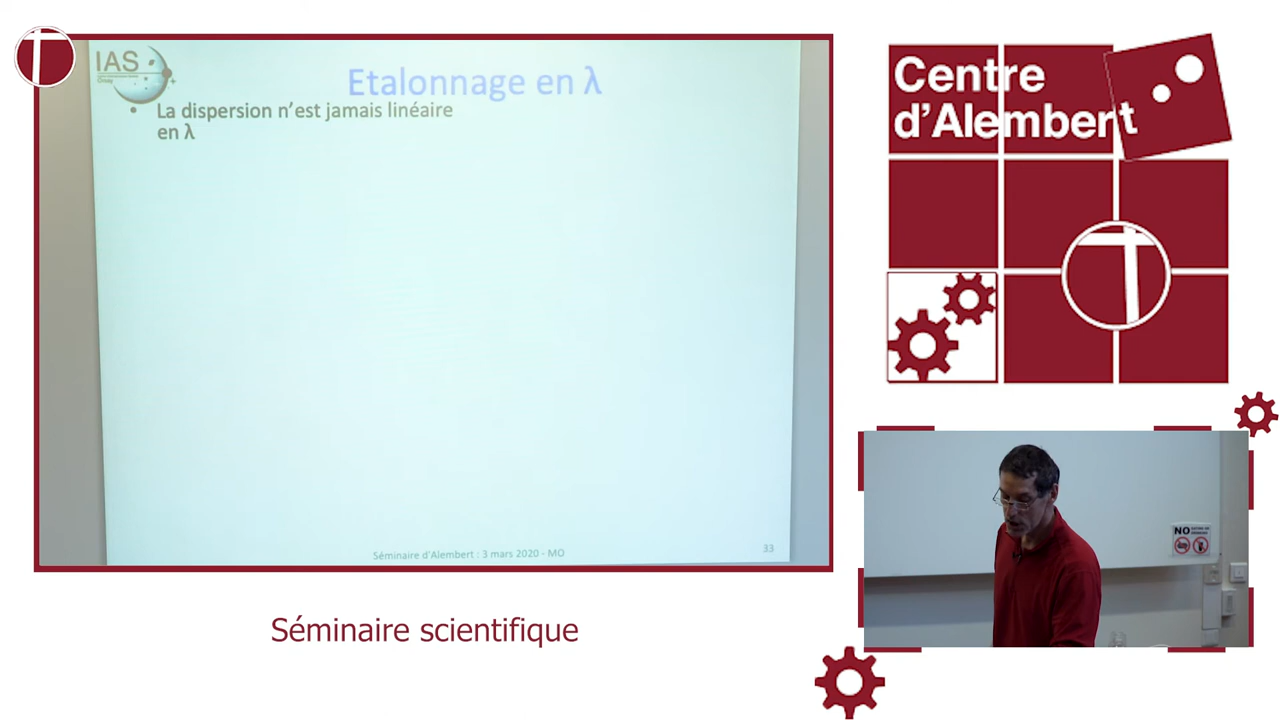 IAS
Orsay
Etalonnage en λ
• La dispersion n'est jamais linéaire
en λ
Séminaire d'Alembert : 3 mars 2020 - MO
33
Centre
d'Alembert
NO
Séminaire scientifique